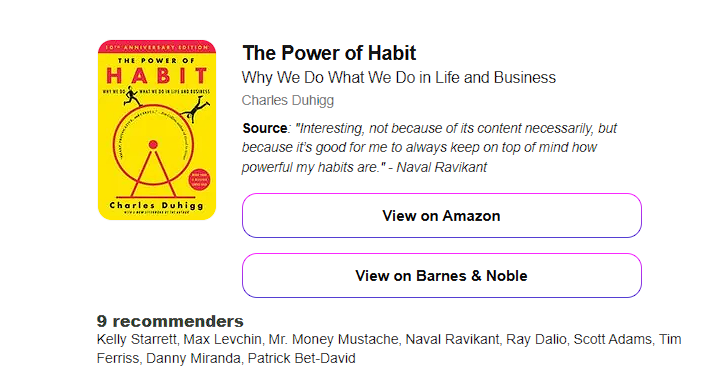 10TH ANNIVERSARY EDITION
THE POWER OF
HABIT
WHY WE DO WHAT WE DO IN LIFE AND BUSINESS
Charles Duhigg
WITH A NEW AFTERWORD BY THE AUTHOR
The Power of Habit
Why We Do What We Do in Life and Business
Charles Duhigg
Source: "Interesting, not because of its content necessarily, but
because it's good for me to always keep on top of mind how
powerful my habits are." - Naval Ravikant
View on Amazon
View on Barnes & Noble
9 recommenders
Kelly Starrett, Max Levchin, Mr. Money Mustache, Naval Ravikant, Ray Dalio, Scott Adams, Tim
Ferriss, Danny Miranda, Patrick Bet-David